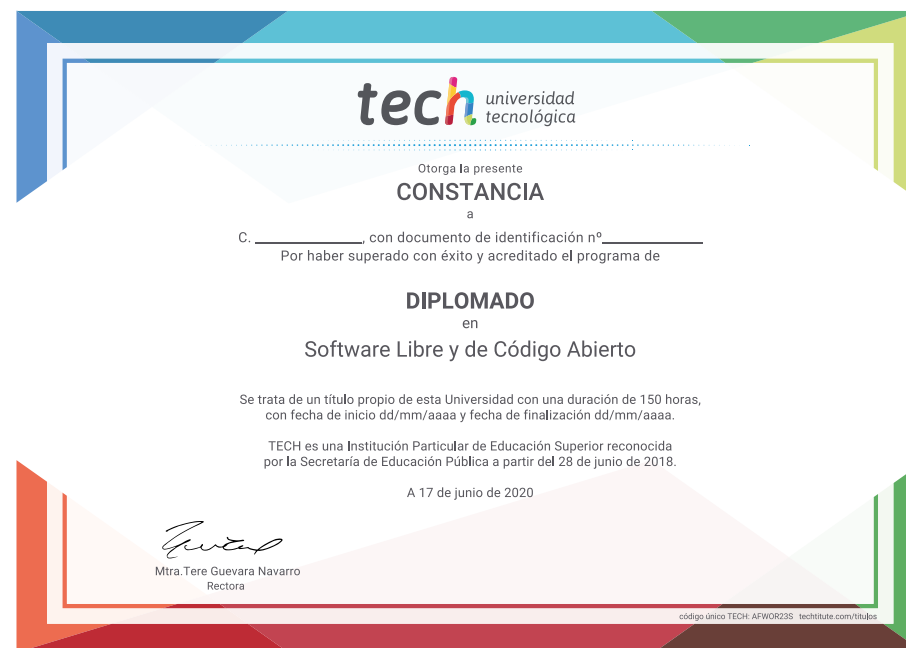 tech universidad
tecnológica
Otorga la presente
CONSTANCIA
a
C. ______________, con documento de identificación nº_____________
Por haber superado con éxito y acreditado el programa de
DIPLOMADO
en
Software Libre y de Código Abierto
Se trata de un título propio de esta Universidad con una duración de 150 horas,
con fecha de inicio dd/mm/aaaa y fecha de finalización dd/mm/aaaa.
TECH es una Institución Particular de Educación Superior reconocida
por la Secretaría de Educación Pública a partir del 28 de junio de 2018.
A 17 de junio de 2020
Mtra.Tere Guevara Navarro
Rectora
código único TECH: AFWOR23S techtitute.com/titulos